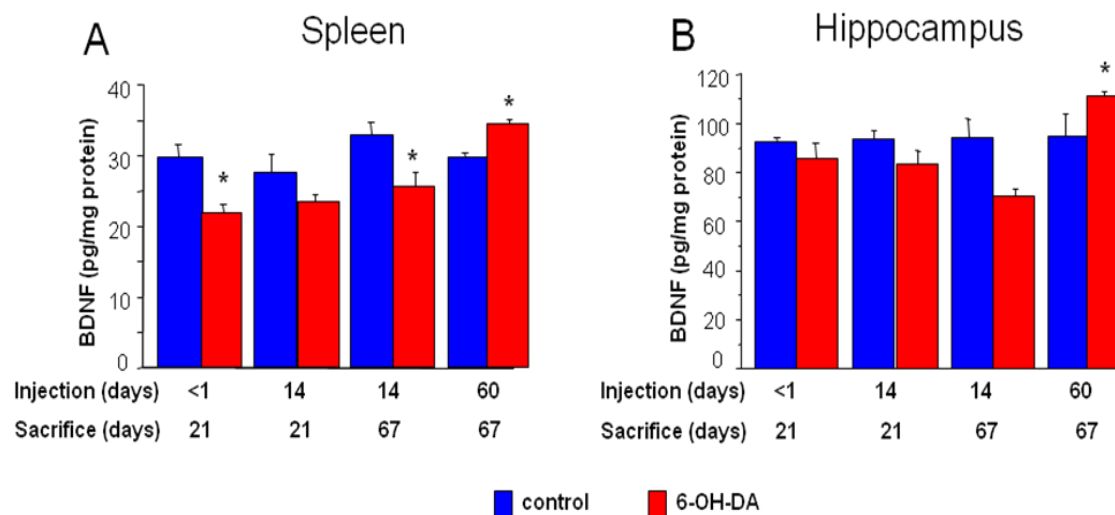 A
Spleen
B
Hippocampus
BDNF (pg/mg protein)
40
30
20
10
0
*
*
*
BDNF (pg/mg protein)
120
100
80
60
40
20
0
*
Injection (days) <1 14 14 60
Sacrifice (days) 21 21 67 67
Injection (days) <1 14 14 60
Sacrifice (days) 21 21 67 67
control 6-OH-DA